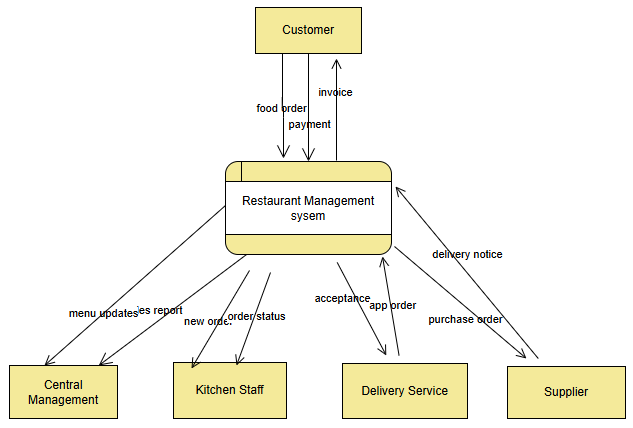 Customer
invoice
food order
payment
Restaurant Management
sysem
delivery notice
acceptance
app order
menu updates
es report
new order
order status
purchase order
Central
Management
Kitchen Staff
Delivery Service
Supplier